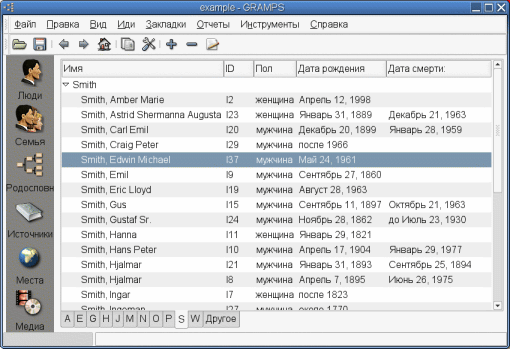 example - GRAMPS
Файл Правка Вид Иди Закладки Отчеты Инструменты Справка
Люди
Семья
Родословн
Источники
Места
Медиа
Имя ID Пол Дата рождения Дата смерти:
Smith
Smith, Amber Marie I2 женщина Апрель 12, 1998
Smith, Astrid Shermanna Augusta I23 женщина Январь 31, 1889 Декабрь 21, 1963
Smith, Carl Emil I20 мужчина Декабрь 20, 1899 Январь 28, 1959
Smith, Craig Peter I29 мужчина после 1966
Smith, Edwin Michael I37 мужчина Май 24, 1961
Smith, Emil I9 мужчина Сентябрь 27, 1860
Smith, Eric Lloyd I19 мужчина Август 28, 1963
Smith, Gus I15 мужчина Сентябрь 11, 1897 Октябрь 21, 1963
Smith, Gustaf Sr. I24 мужчина Ноябрь 28, 1862 до Июль 23, 1930
Smith, Hanna I11 женщина Январь 29, 1821
Smith, Hans Peter I10 мужчина Апрель 17, 1904 Январь 29, 1977
Smith, Hjalmar I21 мужчина Январь 31, 1893 Сентябрь 25, 1894
Smith, Hjalmar I8 мужчина Апрель 7, 1895 Июнь 26, 1975
Smith, Ingar I7 женщина после 1823
Smith, Ingeman I27 мужчина около 1770
A E G H J M N O P S W Другое